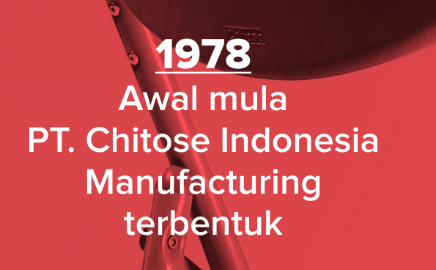 1978
Awal mula
PT. Chitose Indonesia
Manufacturing
terbentuk